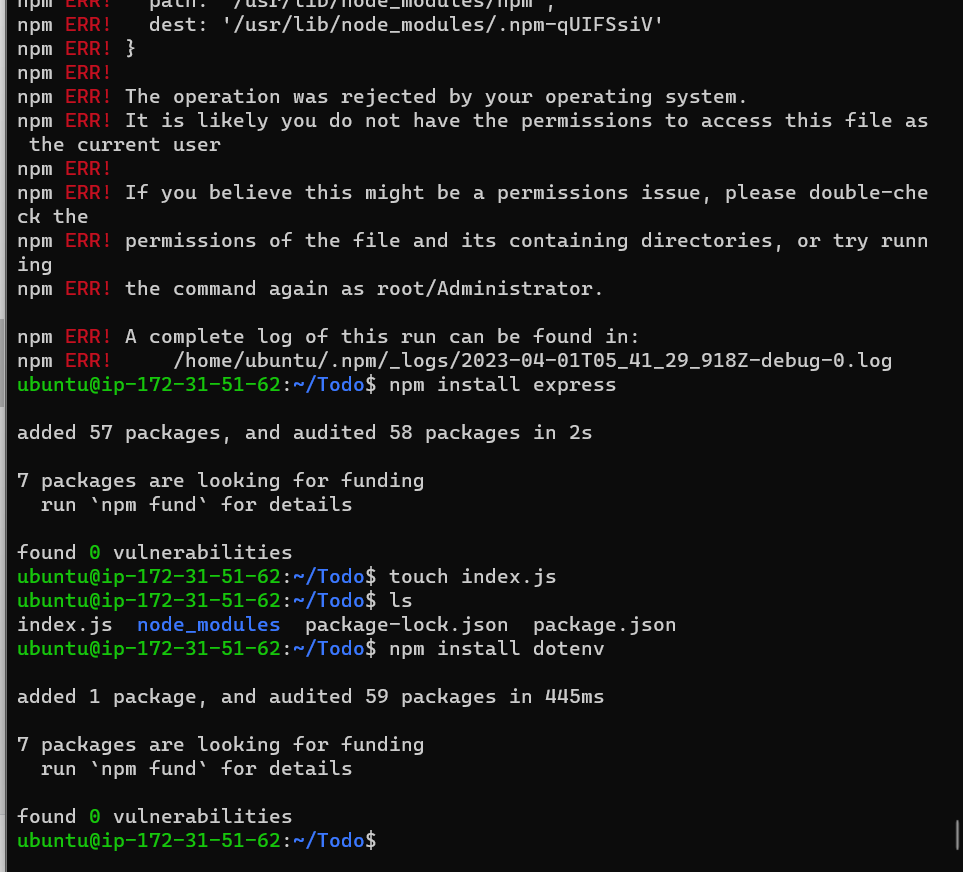 npm ERR!   path: '/usr/lib/node_modules/npm',
npm ERR!   dest: '/usr/lib/node_modules/.npm-qUIFSsiV'
npm ERR! }
npm ERR!
npm ERR! The operation was rejected by your operating system.
npm ERR! It is likely you do not have the permissions to access this file as
 the current user
npm ERR!
npm ERR! If you believe this might be a permissions issue, please double-che
ck the
npm ERR! permissions of the file and its containing directories, or try runn
ing
npm ERR! the command again as root/Administrator.

npm ERR! A complete log of this run can be found in:
npm ERR!     /home/ubuntu/.npm/_logs/2023-04-01T05_41_29_918Z-debug-0.log
ubuntu@ip-172-31-51-62:~/Todo$ npm install express

added 57 packages, and audited 58 packages in 2s

7 packages are looking for funding
  run `npm fund` for details

found 0 vulnerabilities
ubuntu@ip-172-31-51-62:~/Todo$ touch index.js
ubuntu@ip-172-31-51-62:~/Todo$ ls
index.js  node_modules  package-lock.json  package.json
ubuntu@ip-172-31-51-62:~/Todo$ npm install dotenv

added 1 package, and audited 59 packages in 445ms

7 packages are looking for funding
  run `npm fund` for details

found 0 vulnerabilities
ubuntu@ip-172-31-51-62:~/Todo$